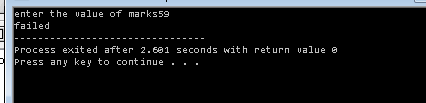 enter the value of marks59
failed
--------------------------------
Process exited after 2.601 seconds with return value 0
Press any key to continue . . .